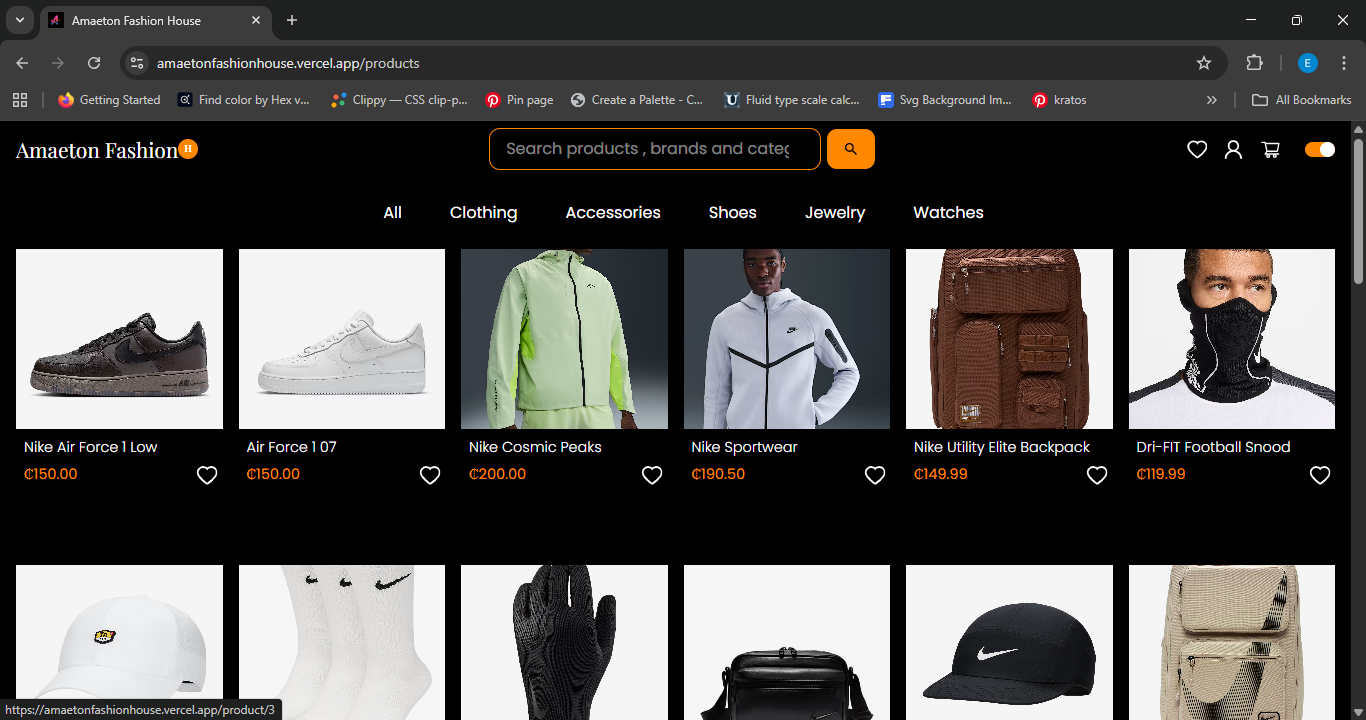 Amaeton Fashion House
amaetonfashionhouse.vercel.app/products
E
Getting Started
Find color by Hex v...
Clippy — CSS clip-p...
Pin page
Create a Palette - C...
Fluid type scale calc...
Svg Background Im...
kratos
»
All Bookmarks
Amaeton Fashion H
Search products , brands and categ
All Clothing Accessories Shoes Jewelry Watches
Nike Air Force 1 Low
₵150.00
Air Force 1 07
₵150.00
Nike Cosmic Peaks
₵200.00
Nike Sportwear
₵190.50
Nike Utility Elite Backpack
₵149.99
Dri-FIT Football Snood
₵119.99
https://amaetonfashionhouse.vercel.app/product/3